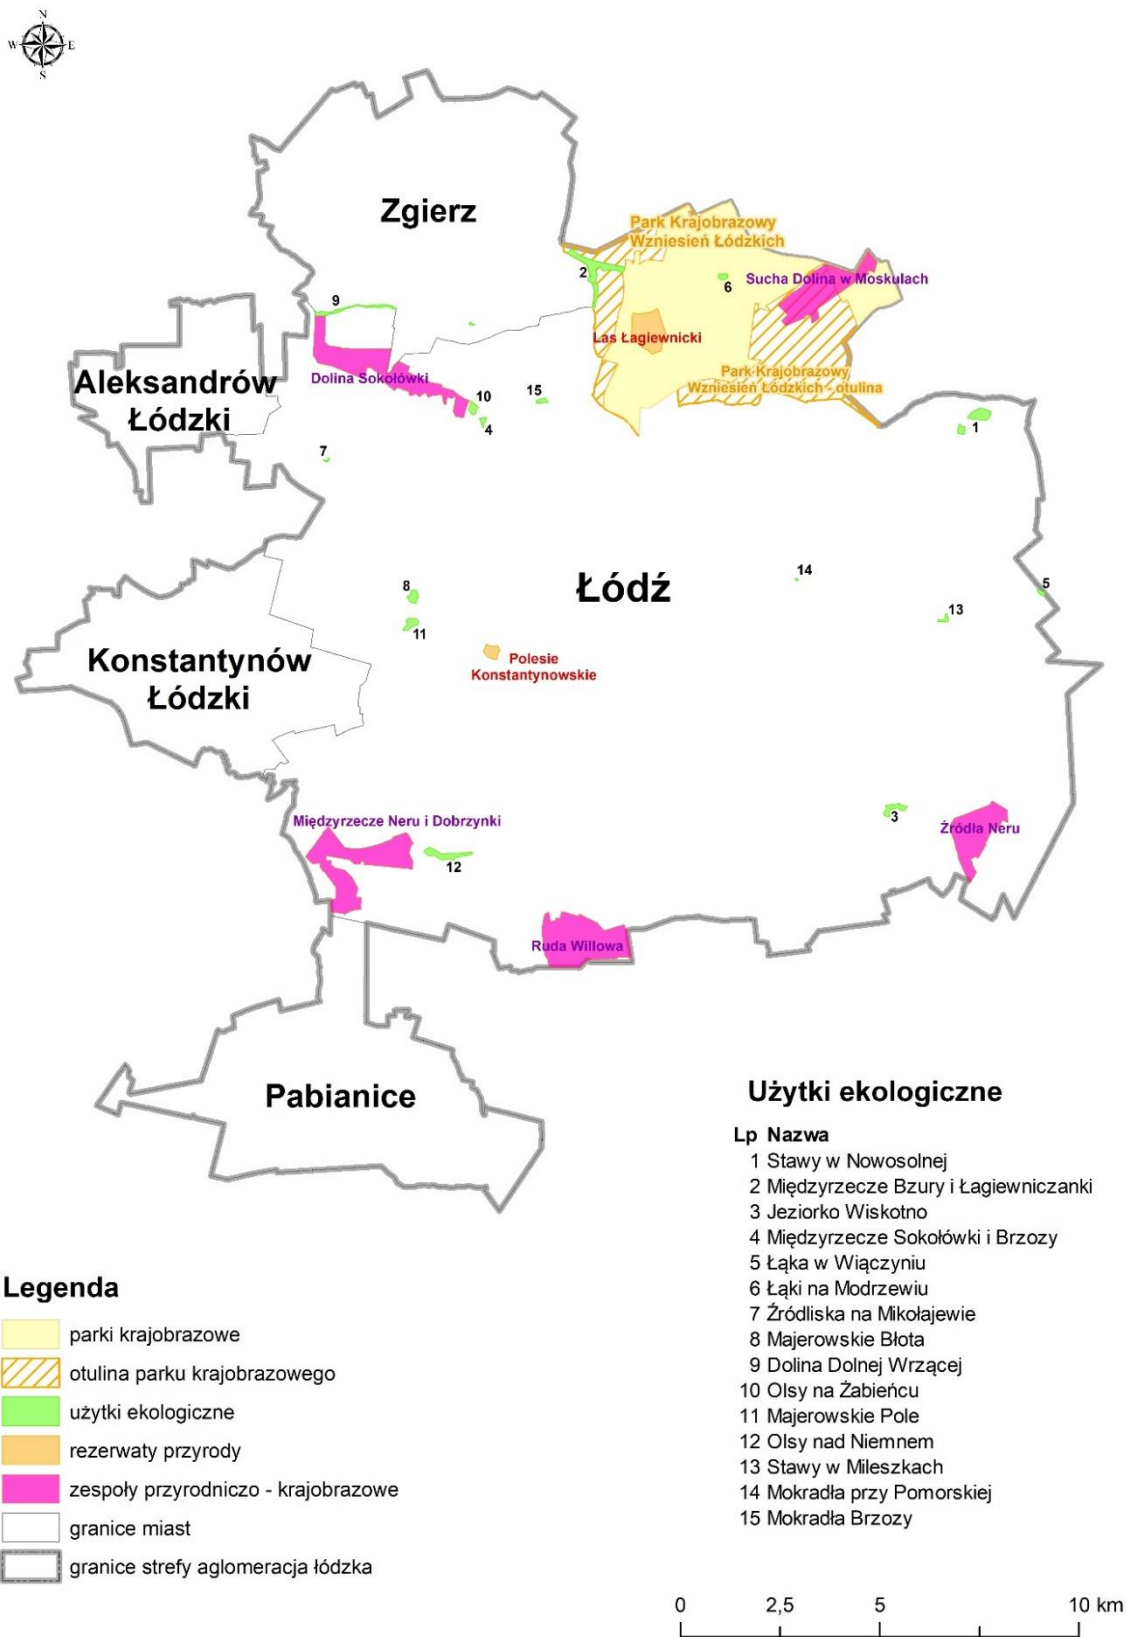 N
W E
S
Zgierz
Park Krajobrazowy
Wzniesień Łódzkich
2
6
Sucha Dolina w Moskulach
9
Las Łagiewnicki
Aleksandrów
Łódzki
Dolina Sokołówki
Park Krajobrazowy
Wzniesień Łódzkich - otulina
10
15
4
1
7
8
Łódź
14
5
13
11
Konstantynów
Łódzki
Polesie
Konstantynowskie
Międzyrzecze Neru i Dobrzynki
3
Źródła Neru
12
Ruda Willowa
Pabianice
Użytki ekologiczne
Lp Nazwa
1 Stawy w Nowosolnej
2 Międzyrzecze Bzury i Łagiewniczanki
3 Jeziorko Wiskotno
4 Międzyrzecze Sokołówki i Brzozy
5 Łąka w Wiączyniu
6 Łąki na Modrzewiu
7 Źródliska na Mikołajewie
8 Majerowskie Błota
9 Dolina Dolnej Wrzącej
10 Olsy na Żabieńcu
11 Majerowskie Pole
12 Olsy nad Niemnem
13 Stawy w Mileszkach
14 Mokradła przy Pomorskiej
15 Mokradła Brzozy
Legenda
parki krajobrazowe
otulina parku krajobrazowego
użytki ekologiczne
rezerwaty przyrody
zespoły przyrodniczo - krajobrazowe
granice miast
granice strefy aglomeracja łódzka
0 2,5 5 10 km